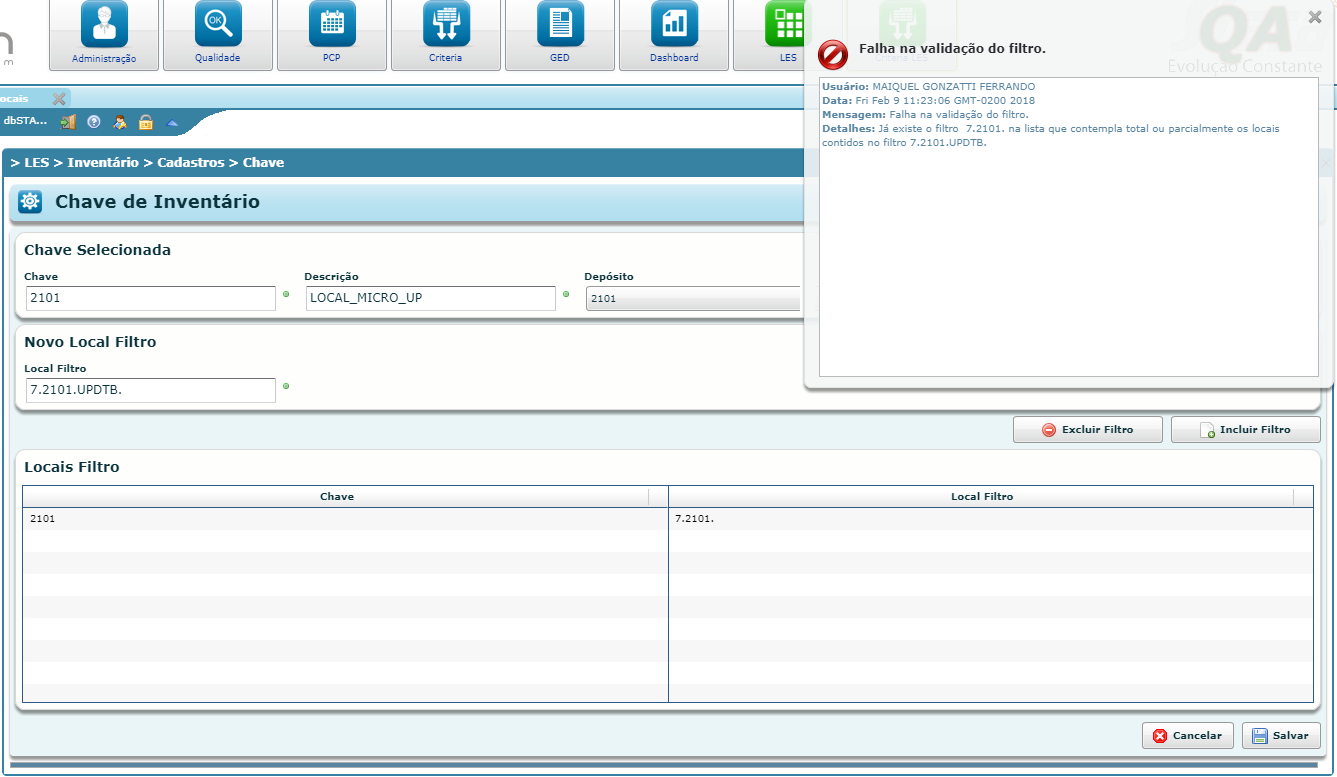 Administração
Qualidade
PCP
Criteria
GED
Dashboard
LES
Criteria LES
QA
Evolução Constante
Falha na validação do filtro.
Usuário: MAIQUEL GONZATTI FERRANDO
Data: Fri Feb 9 11:23:06 GMT-0200 2018
Mensagem: Falha na validação do filtro.
Detalhes: Já existe o filtro  7.2101. na lista que contempla total ou parcialmente os locais
contidos no filtro 7.2101.UPDTB.
ocais
dbSTA...
> LES > Inventário > Cadastros > Chave
Chave de Inventário
Chave Selecionada
Chave Descrição Depósito
2101 LOCAL_MICRO_UP 2101
Novo Local Filtro
Local Filtro
7.2101.UPDTB.
Excluir Filtro Incluir Filtro
Locais Filtro
Chave Local Filtro
2101 7.2101.
Cancelar Salvar